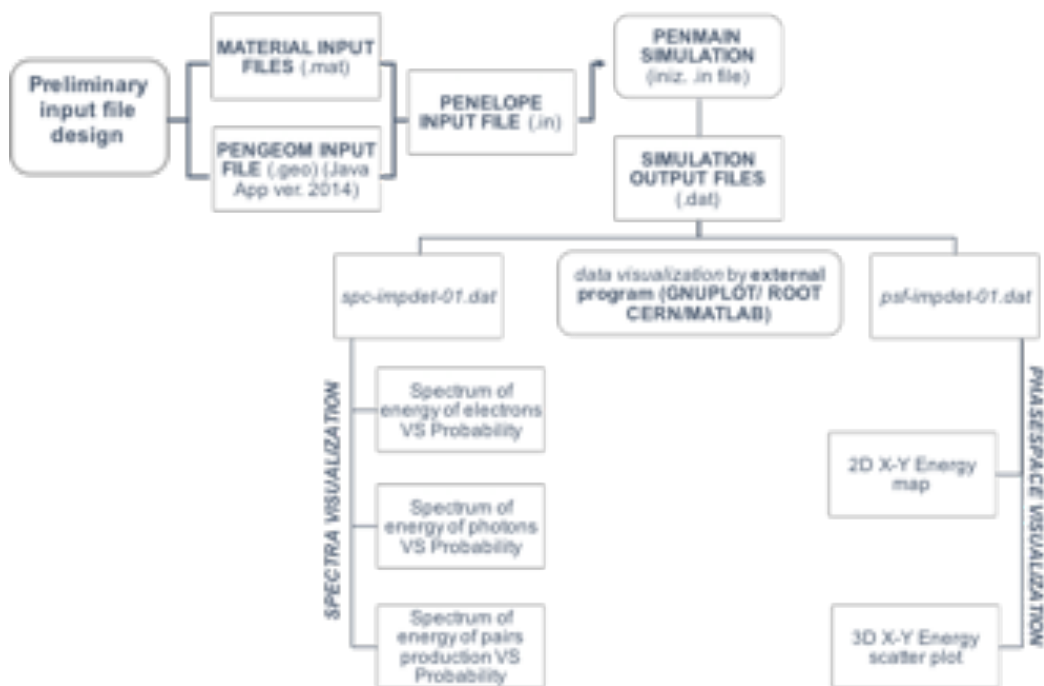 Preliminary
input file
design
MATERIAL INPUT
FILES (.mat)
PENGEOM INPUT
FILE (.geo) (Java
App ver. 2014)
PENELOPE
INPUT FILE (.in)
PENMAIN
SIMULATION
(iniz. .in file)
SIMULATION
OUTPUT FILES
(.dat)
spc-impdet-01.dat
data visualization by external
program (GNUPLOT/ ROOT
CERN/MATLAB)
psf-impdet-01.dat
SPECTRA VISUALIZATION
Spectrum of
energy of electrons
VS Probability
Spectrum of
energy of photons
VS Probability
Spectrum of
energy of pairs
production VS
Probability
PHASESPACE VISUALIZATION
2D X-Y Energy
map
3D X-Y Energy
scatter plot